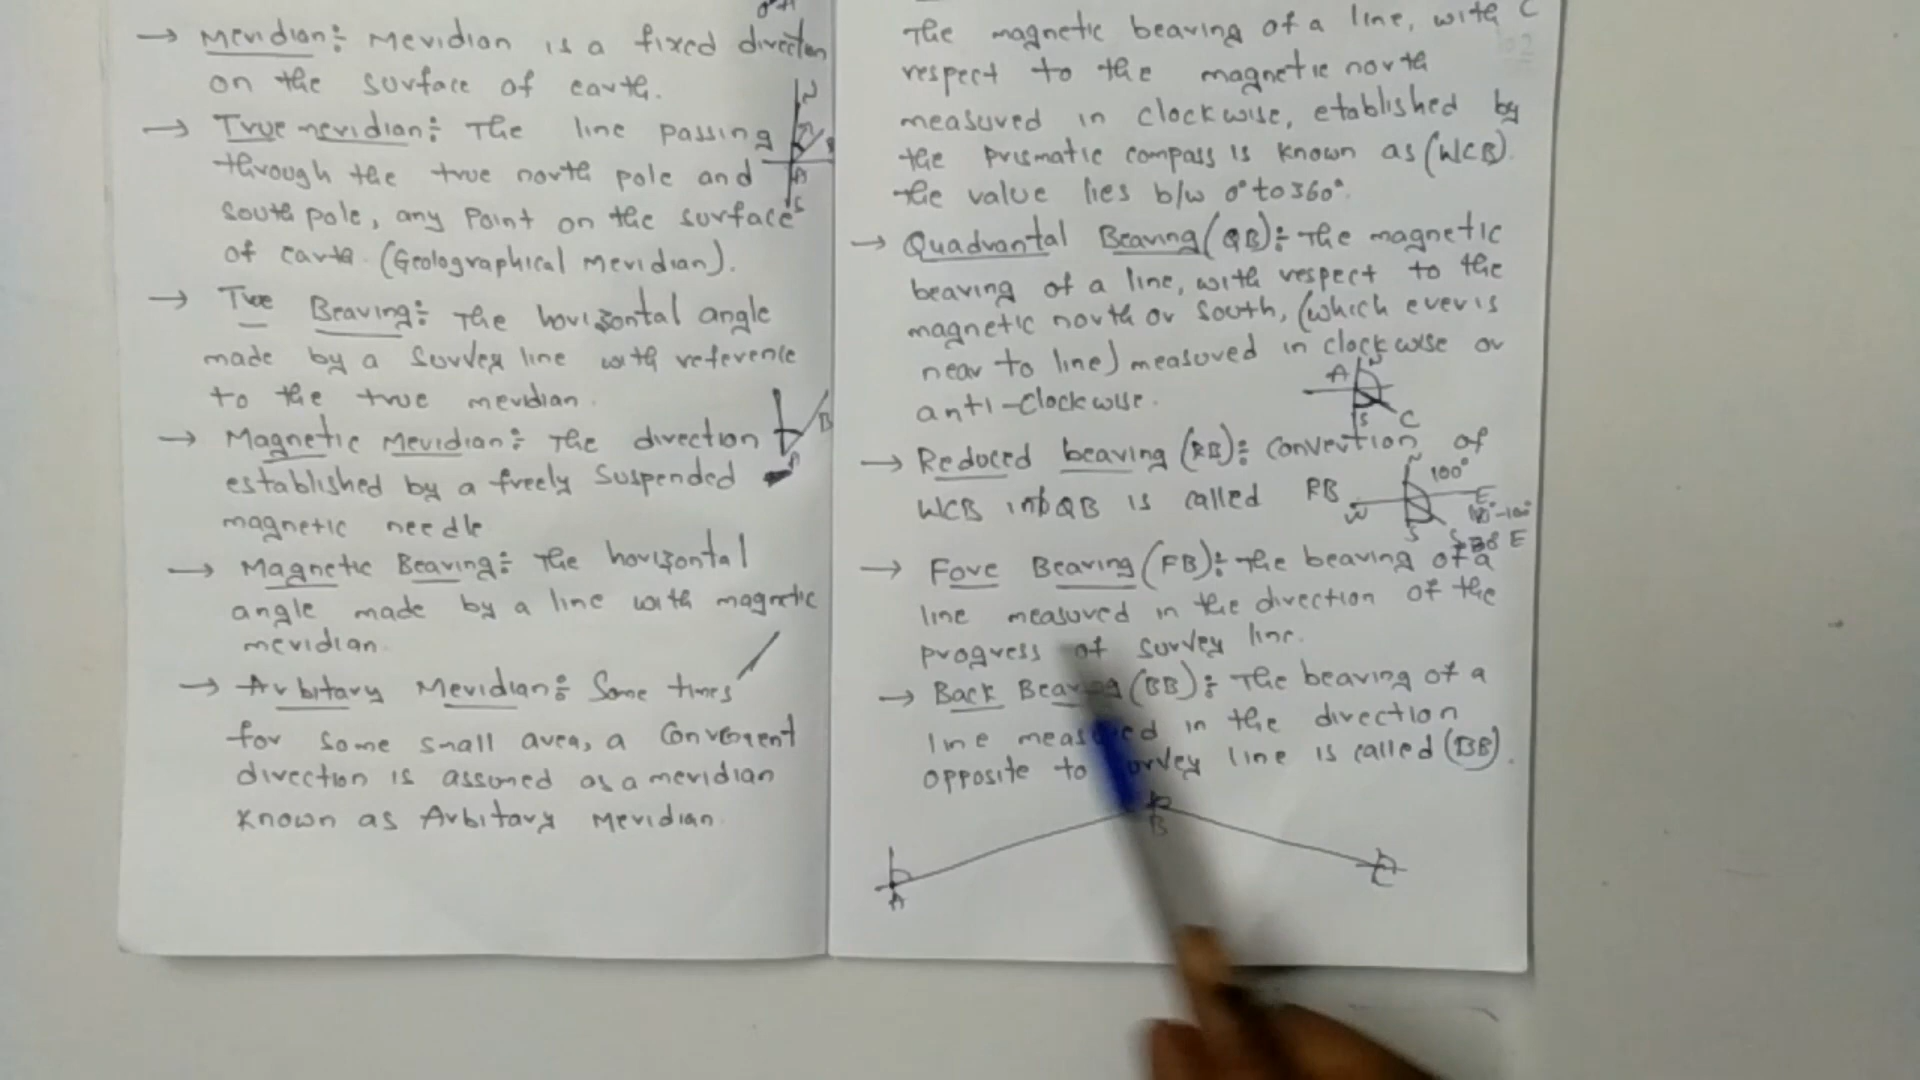 → Meridian: Meridian is a fixed direction
on the surface of earth.
→ True meridian: The line passing
through the true north pole and
South pole, any point on the surface
of earth. (Geolographical meridian).
→ True Bearing: The horizontal angle
made by a survey line with reference
to the true meridian.
→ Magnetic Meridian: The direction
established by a freely suspended
magnetic needle
→ Magnetic Bearing: The horizontal
angle made by a line with magnetic
meridian.
→ Arbitary Meridian: Some times
for some small area, a convenient
direction is assumed as a meridian
known as Arbitary Meridian.
N
B
A
S
B
A
The magnetic bearing of a line, with
respect to the magnetic north
measured in clockwise, etablished by
the prismatic compass is known as (WCB).
the value lies b/w 0° to 360°.
→ Quadrantal Bearing (QB): The magnetic
bearing of a line, with respect to the
magnetic north or south, (which ever is
near to line) measured in clockwise or
anti-clockwise.
A N
S C
→ Reduced bearing (RB): convertion of
WCB into QB is called RB
N 100°
W E
S
→ Fore Bearing (FB): The bearing of a
line measured in the direction of the
progress of survey line.
→ Back Bearing (BB): The bearing of a
line measured in the direction
opposite to survey line is called (BB).
A
B
C